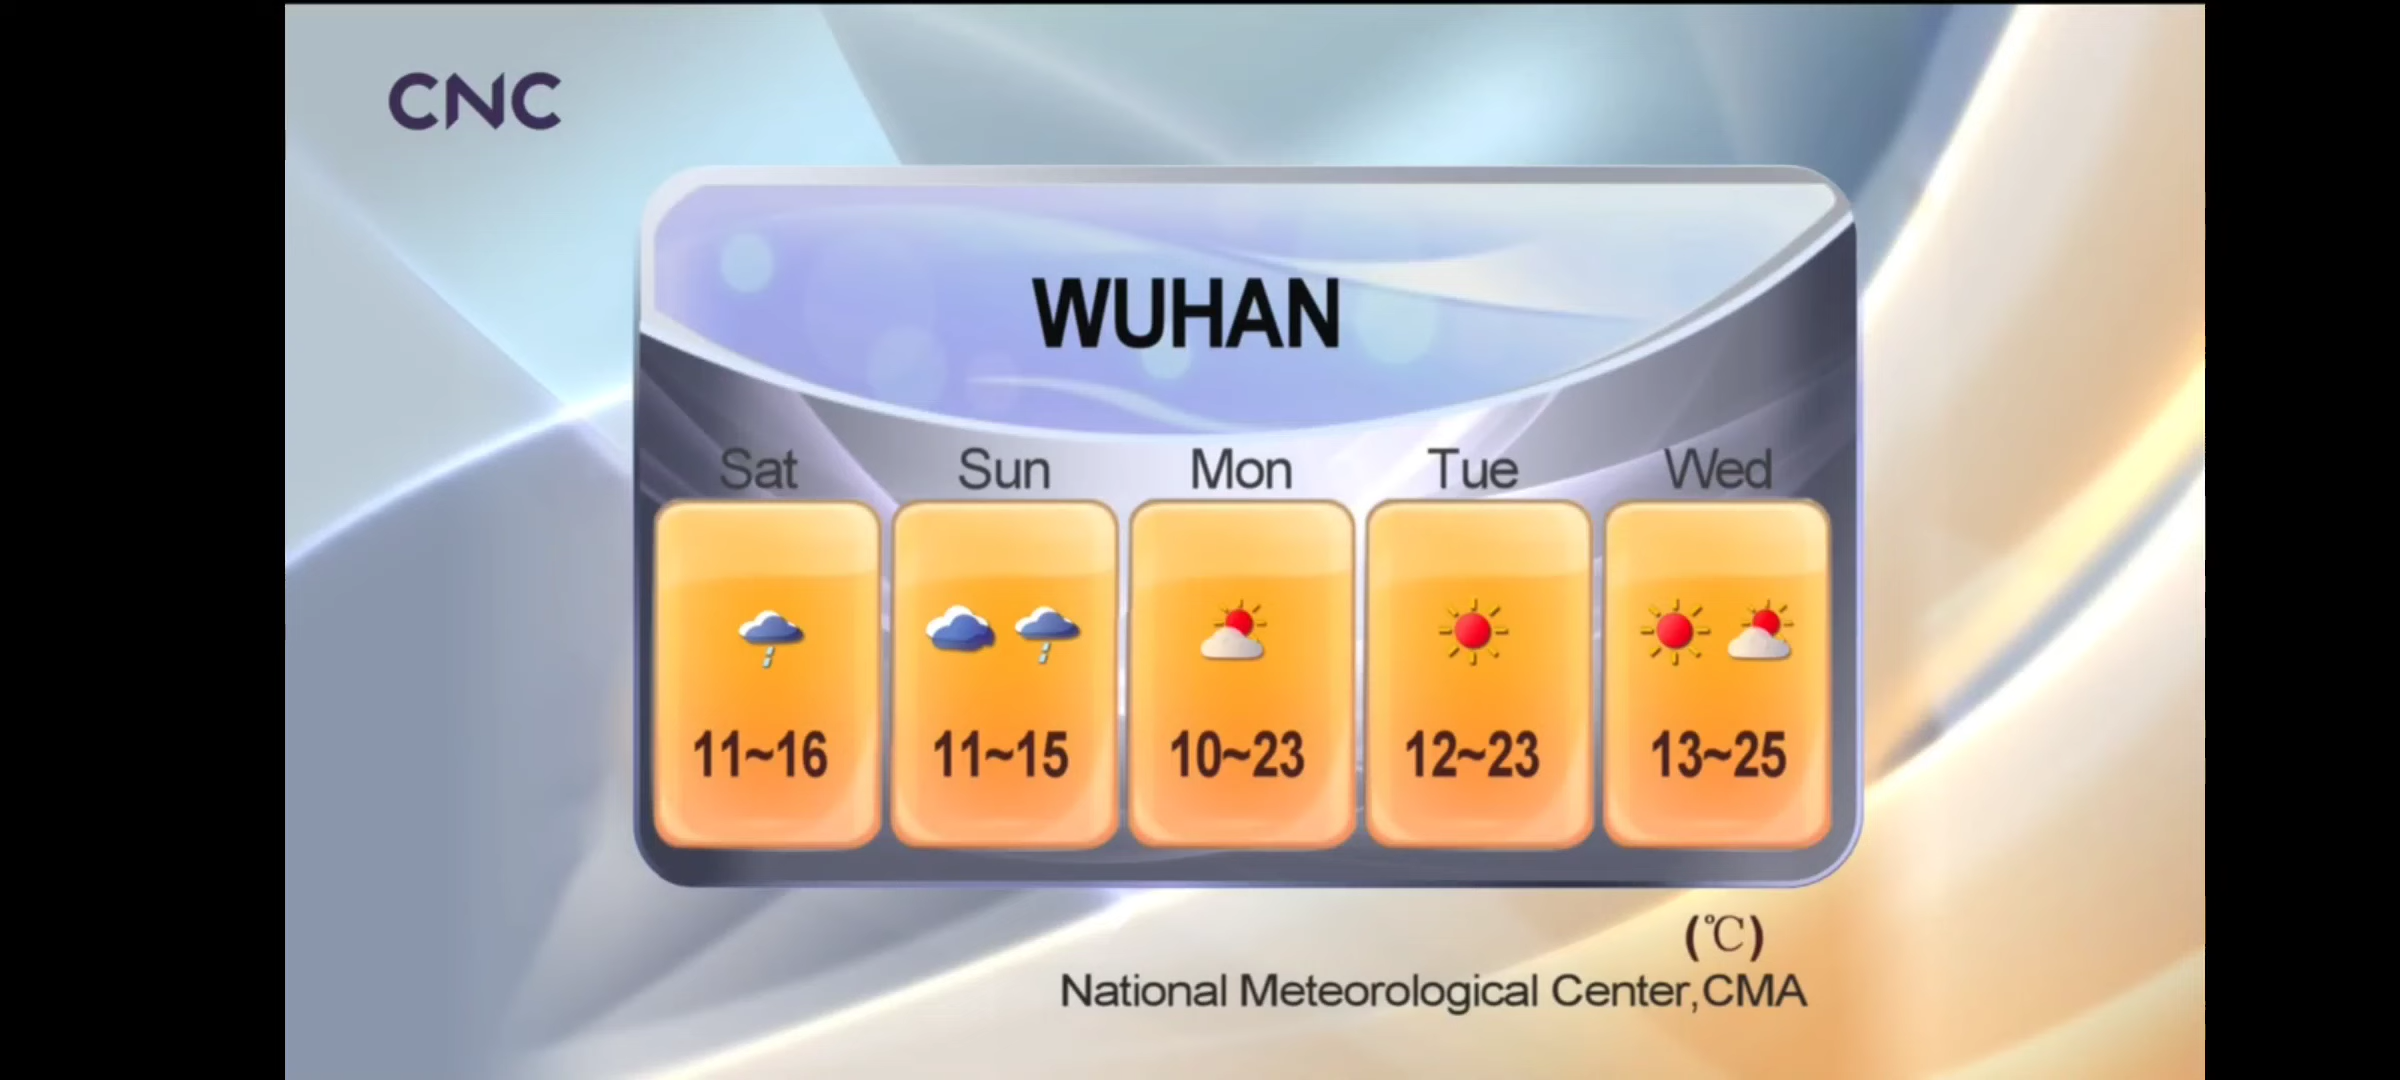 CNC
WUHAN
Sat Sun Mon Tue Wed
11~16 11~15 10~23 12~23 13~25
(℃)
National Meteorological Center,CMA